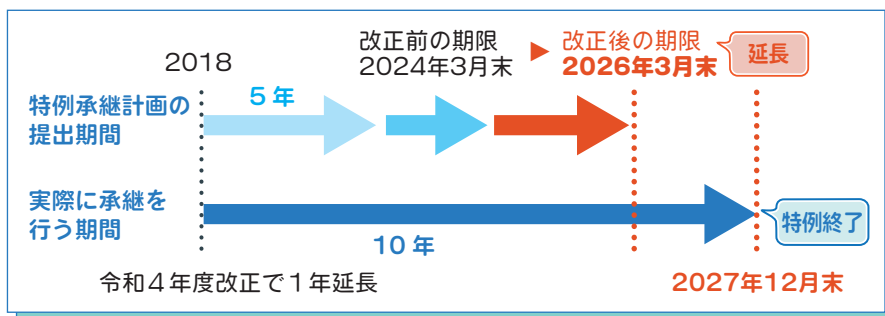 改正前の期限
2024年3月末
▶
改正後の期限
2026年3月末
延長
2018
特例承継計画の
提出期間
5年
実際に承継を
行う期間
10年
特例終了
令和4年度改正で1年延長
2027年12月末